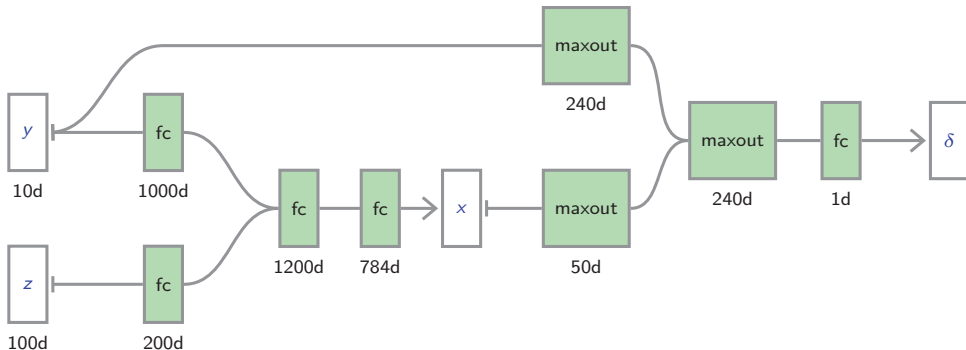 maxout
240d
y
fc
10d
1000d
maxout
fc
δ
240d
1d
fc
fc
x
maxout
1200d
784d
50d
z
fc
100d
200d